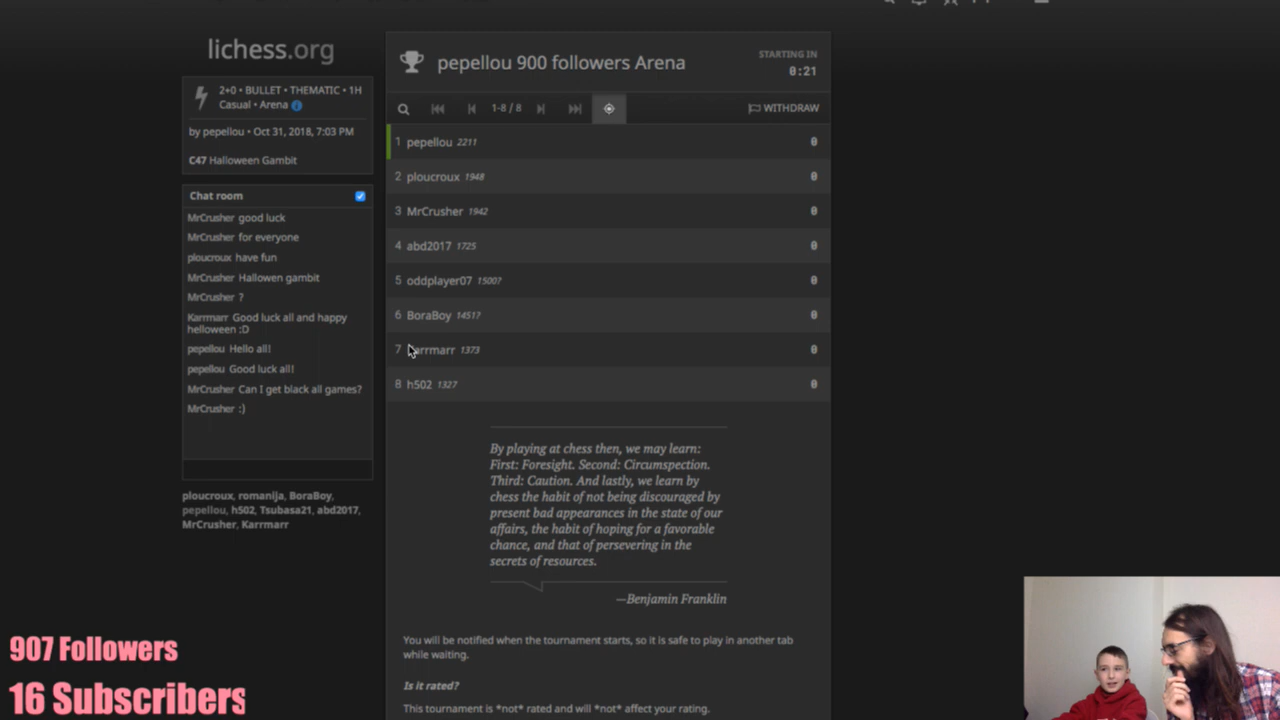 lichess.org
2+0 • BULLET • THEMATIC • 1H
Casual • Arena
by pepellou • Oct 31, 2018, 7:03 PM
C47 Halloween Gambit
Chat room
MrCrusher good luck
MrCrusher for everyone
ploucroux have fun
MrCrusher Hallowen gambit
MrCrusher ?
Karrmarr Good luck all and happy
helloween :D
pepellou Hello all!
pepellou Good luck all!
MrCrusher Can I get black all games?
MrCrusher :)
ploucroux, romanija, BoraBoy,
pepellou, h502, Tsubasa21, abd2017,
MrCrusher, Karrmarr
pepellou 900 followers Arena
STARTING IN
0:21
1-8 / 8
WITHDRAW
1 pepellou 2211 0
2 ploucroux 1948 0
3 MrCrusher 1942 0
4 abd2017 1725 0
5 oddplayer07 1500? 0
6 BoraBoy 1451? 0
7 Karrmarr 1373 0
8 h502 1327 0
By playing at chess then, we may learn:
First: Foresight. Second: Circumspection.
Third: Caution. And lastly, we learn by
chess the habit of not being discouraged by
present bad appearances in the state of our
affairs, the habit of hoping for a favorable
chance, and that of persevering in the
secrets of resources.
—Benjamin Franklin
You will be notified when the tournament starts, so it is safe to play in another tab
while waiting.
Is it rated?
This tournament is *not* rated and will *not* affect your rating.
907 Followers
16 Subscribers